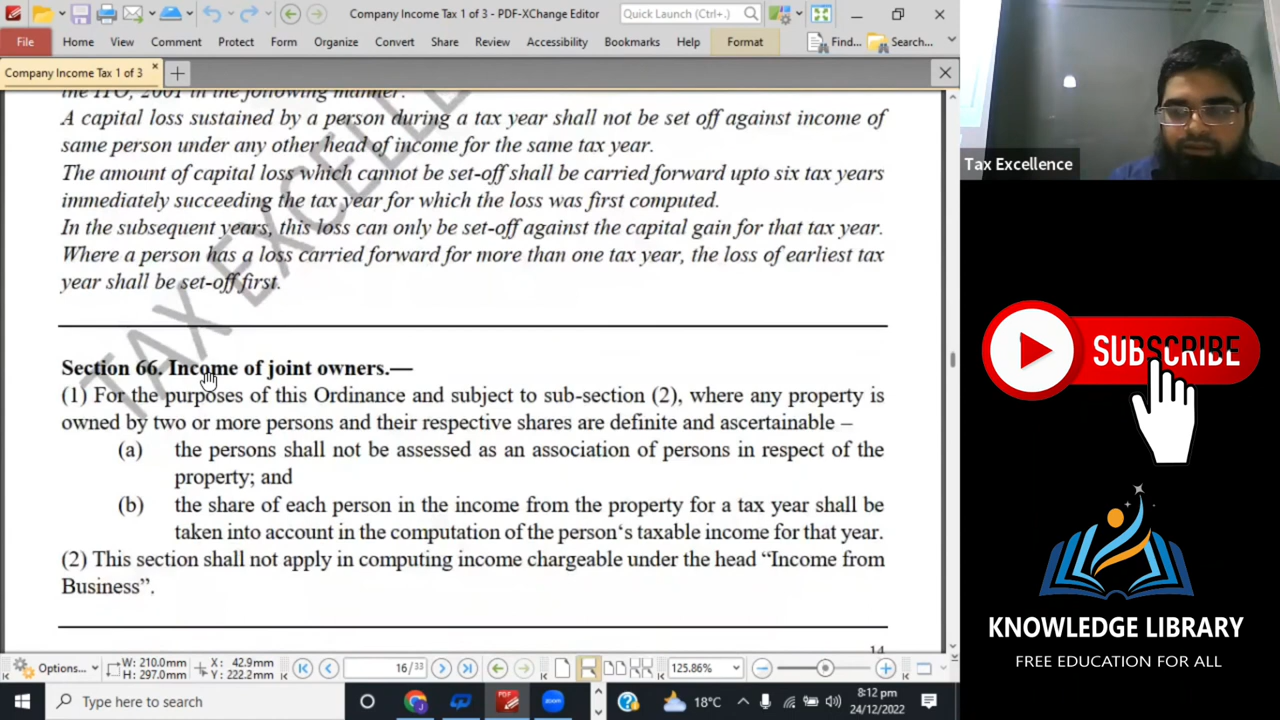 Company Income Tax 1 of 3 - PDF-XChange Editor
Quick Launch (Ctrl+.)
File Home View Comment Protect Form Organize Convert Share Review Accessibility Bookmarks Help Format Find... Search...
Company Income Tax 1 of 3
the ITO, 2001 in the following manner:
A capital loss sustained by a person during a tax year shall not be set off against income of
same person under any other head of income for the same tax year.
The amount of capital loss which cannot be set-off shall be carried forward upto six tax years
immediately succeeding the tax year for which the loss was first computed.
In the subsequent years, this loss can only be set-off against the capital gain for that tax year.
Where a person has a loss carried forward for more than one tax year, the loss of earliest tax
year shall be set-off first.
TAX EXCELLE
Section 66. Income of joint owners.—
(1) For the purposes of this Ordinance and subject to sub-section (2), where any property is
owned by two or more persons and their respective shares are definite and ascertainable –
(a) the persons shall not be assessed as an association of persons in respect of the
property; and
(b) the share of each person in the income from the property for a tax year shall be
taken into account in the computation of the person‘s taxable income for that year.
(2) This section shall not apply in computing income chargeable under the head “Income from
Business”.
14
Options...
W: 210.0mm
H: 297.0mm
X: 42.9mm
Y: 222.2mm
16 / 33
125.86%
Type here to search
18°C
8:12 pm
24/12/2022
Tax Excellence
SUBSCRIBE
KNOWLEDGE LIBRARY
FREE EDUCATION FOR ALL